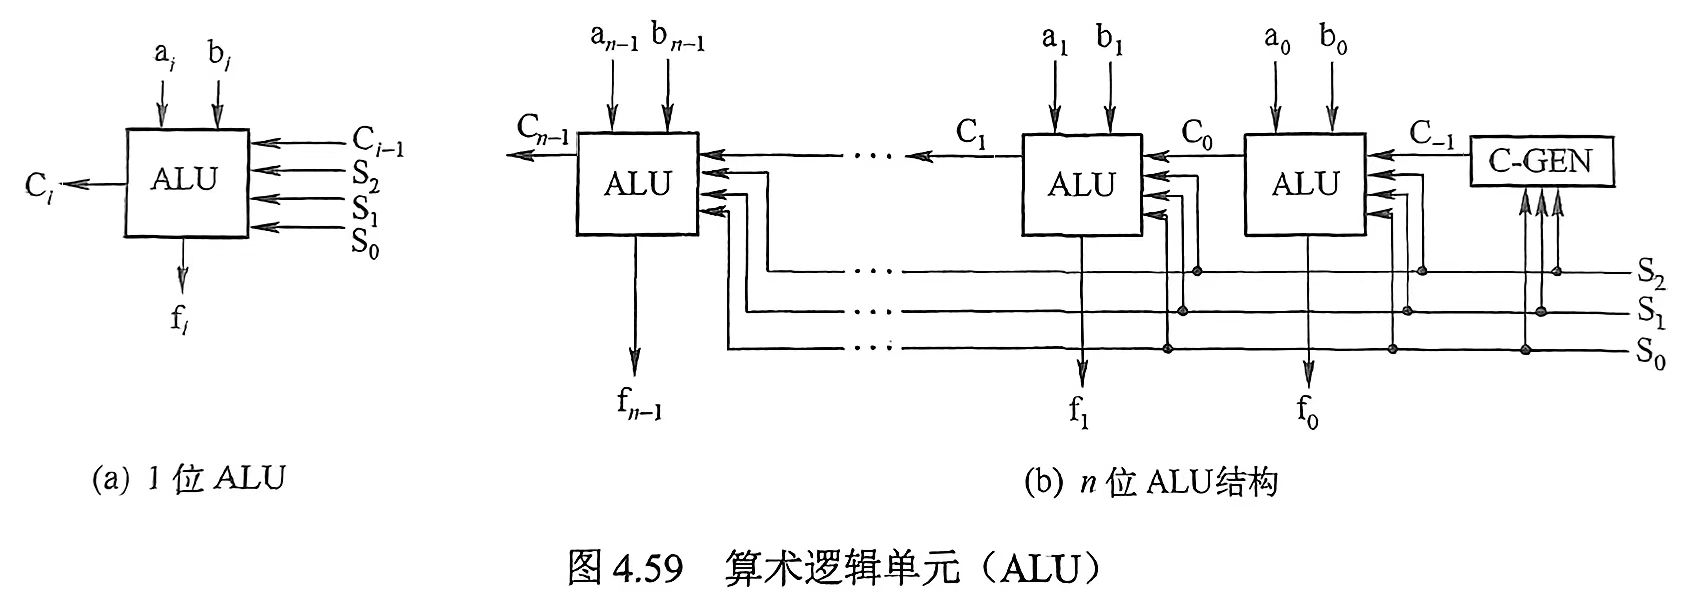 a_i b_i
C_{i-1}
S_2
ALU
C_i
S_1
S_0
f_i
(a) 1 位 ALU
a_{n-1} b_{n-1} a_1 b_1 a_0 b_0
C_{n-1} C_1 C_0 C_{-1}
ALU ··· ALU ALU C-GEN
··· S_2
··· S_1
··· S_0
f_{n-1} f_1 f_0
(b) n 位 ALU结构
图 4.59 算术逻辑单元（ALU）